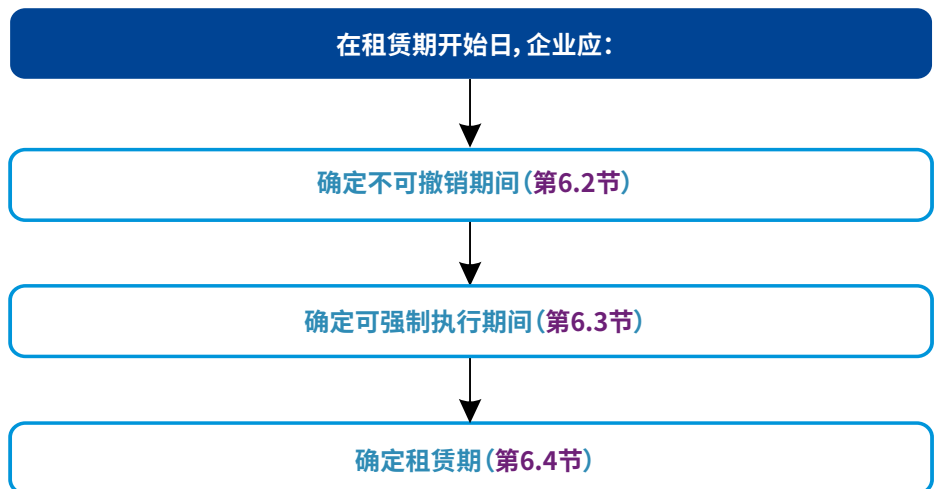 在租赁期开始日，企业应：
确定不可撤销期间（第6.2节）
确定可强制执行期间（第6.3节）
确定租赁期（第6.4节）